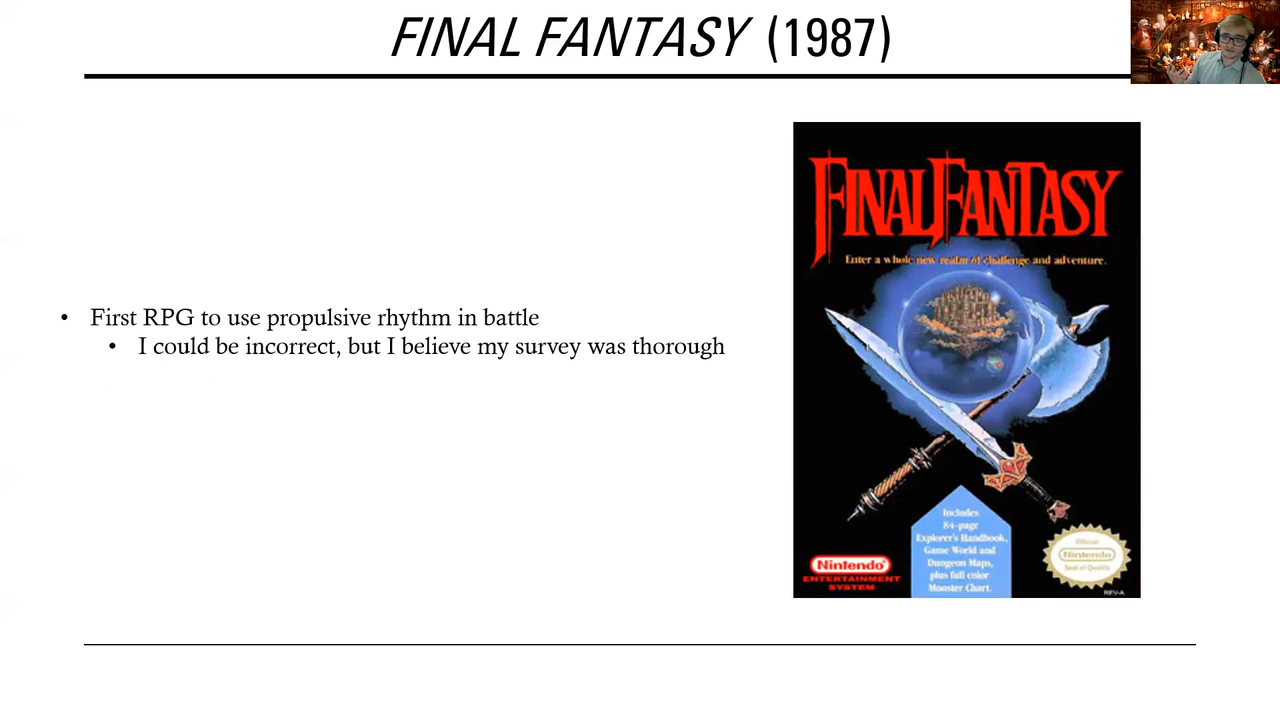 FINAL FANTASY (1987)
• First RPG to use propulsive rhythm in battle
• I could be incorrect, but I believe my survey was thorough
FINAL FANTASY
Enter a whole new realm of challenge and adventure.
Includes
84-page
Explorer's Handbook,
Game World and
Dungeon Maps,
plus full color
Monster Chart.
Nintendo
ENTERTAINMENT
SYSTEM
Official
Nintendo
Seal of Quality
REV-A